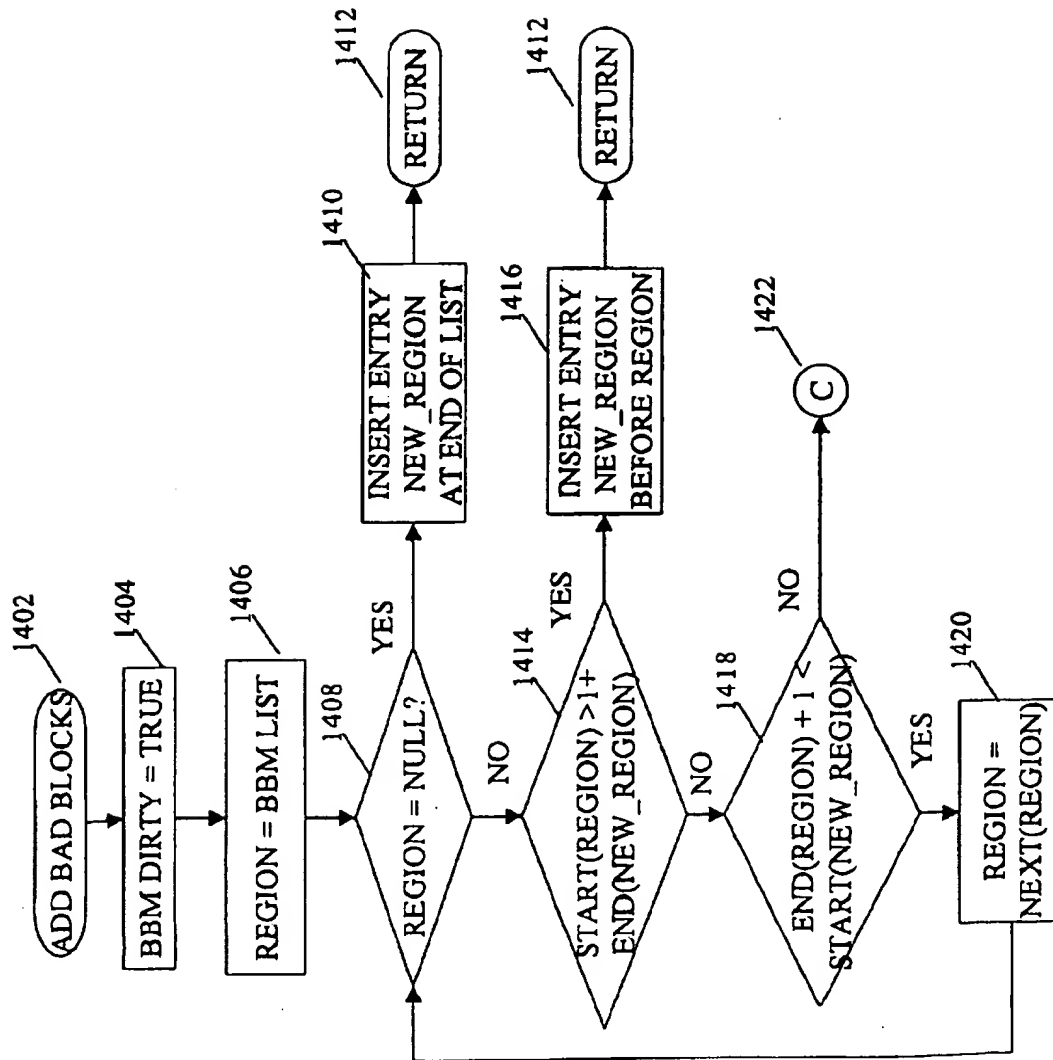 1402
ADD BAD BLOCKS
1404
BBM DIRTY = TRUE
1406
REGION = BBM LIST
1408
REGION = NULL?
YES
1410
INSERT ENTRY
NEW_REGION
AT END OF LIST
1412
RETURN
NO
1414
START(REGION) >1+
END(NEW_REGION)
YES
1416
INSERT ENTRY
NEW_REGION
BEFORE REGION
1412
RETURN
NO
1418
END(REGION) + 1 <
START(NEW_REGION)
NO
1422
C
YES
1420
REGION =
NEXT(REGION)